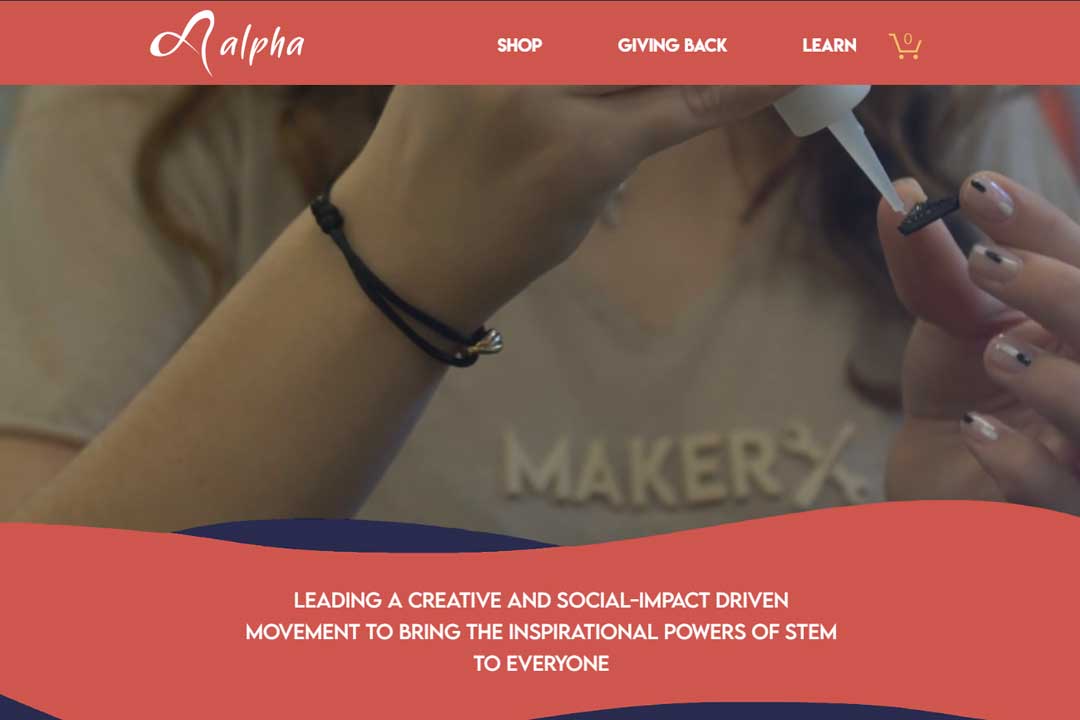 alpha
SHOP
GIVING BACK
LEARN
0
MAKER
LEADING A CREATIVE AND SOCIAL-IMPACT DRIVEN
MOVEMENT TO BRING THE INSPIRATIONAL POWERS OF STEM
TO EVERYONE